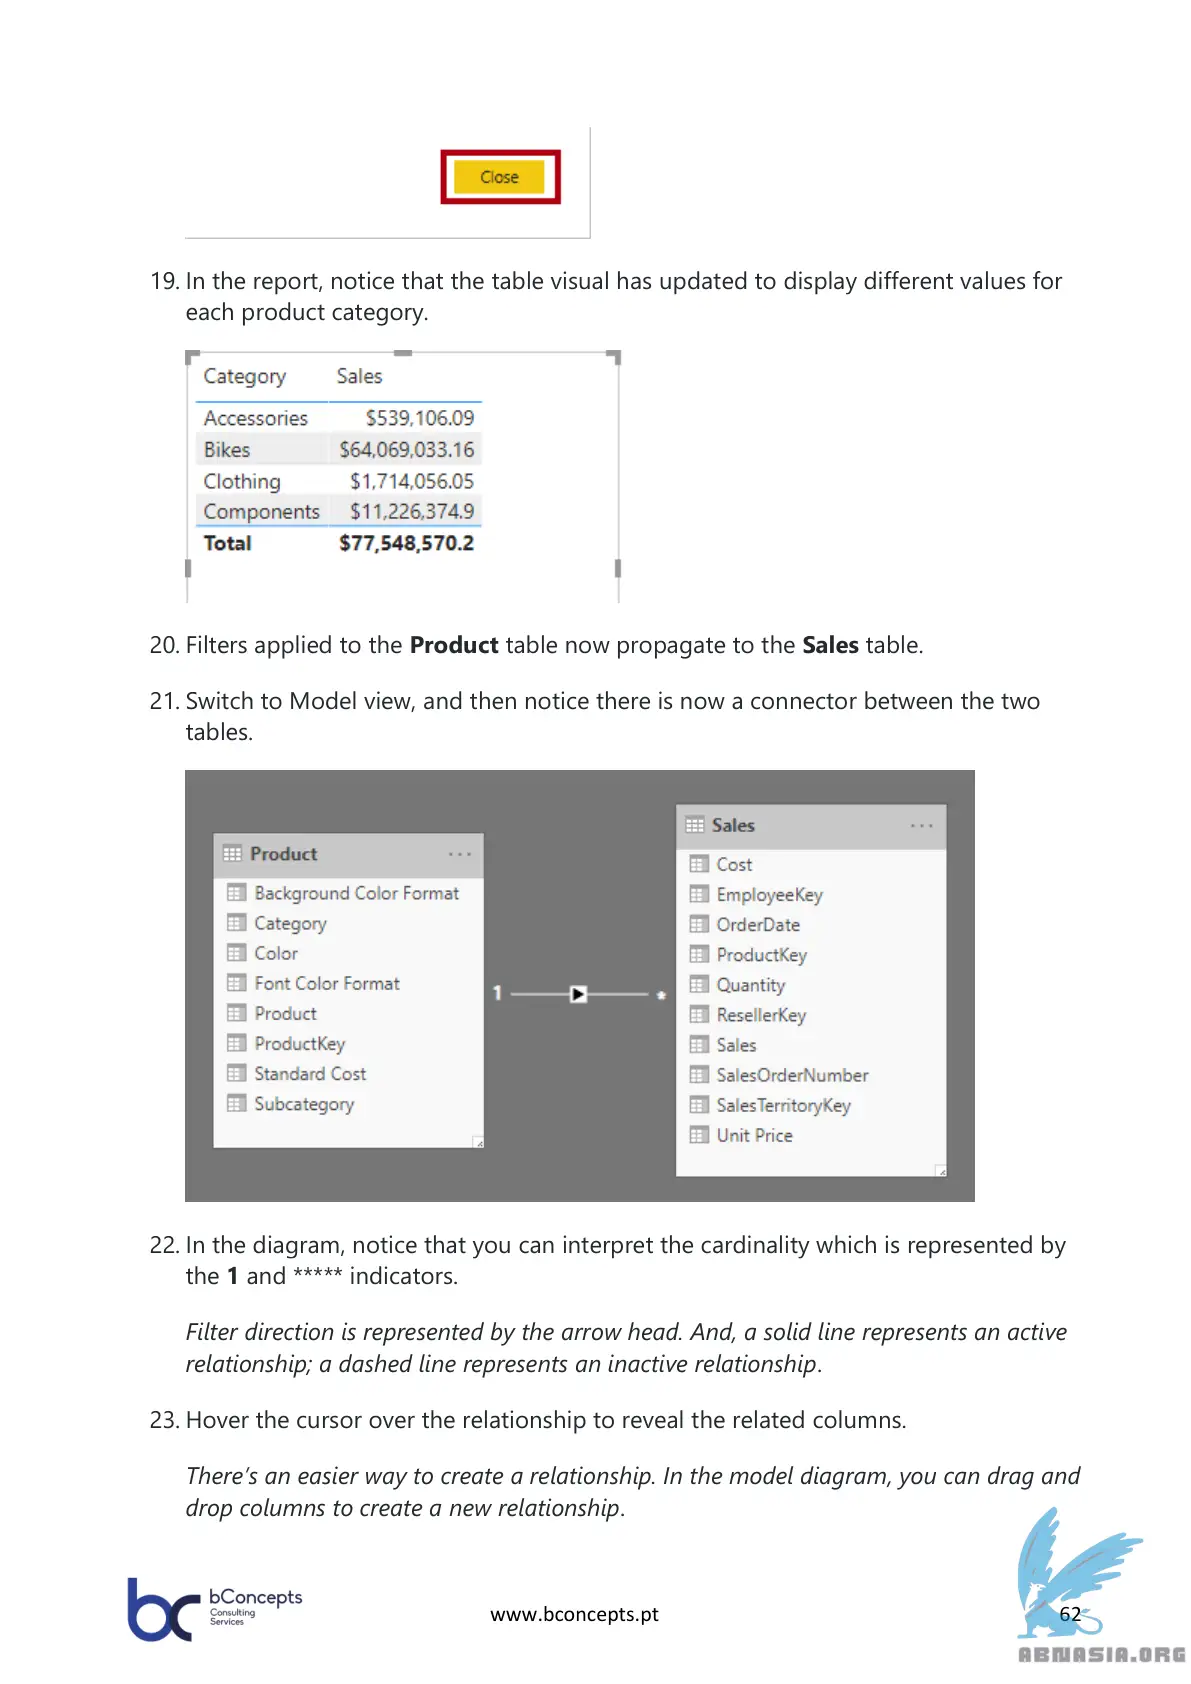 Close
19. In the report, notice that the table visual has updated to display different values for
each product category.
Category Sales
Accessories $539,106.09
Bikes $64,069,033.16
Clothing $1,714,056.05
Components $11,226,374.9
Total $77,548,570.2
20. Filters applied to the Product table now propagate to the Sales table.
21. Switch to Model view, and then notice there is now a connector between the two
tables.
Product
Background Color Format
Category
Color
Font Color Format
Product
ProductKey
Standard Cost
Subcategory
1 *
Sales
Cost
EmployeeKey
OrderDate
ProductKey
Quantity
ResellerKey
Sales
SalesOrderNumber
SalesTerritoryKey
Unit Price
22. In the diagram, notice that you can interpret the cardinality which is represented by
the 1 and ***** indicators.
Filter direction is represented by the arrow head. And, a solid line represents an active
relationship; a dashed line represents an inactive relationship.
23. Hover the cursor over the relationship to reveal the related columns.
There's an easier way to create a relationship. In the model diagram, you can drag and
drop columns to create a new relationship.
bc bConcepts
Consulting
Services
www.bconcepts.pt
62
ABNASIA.ORG